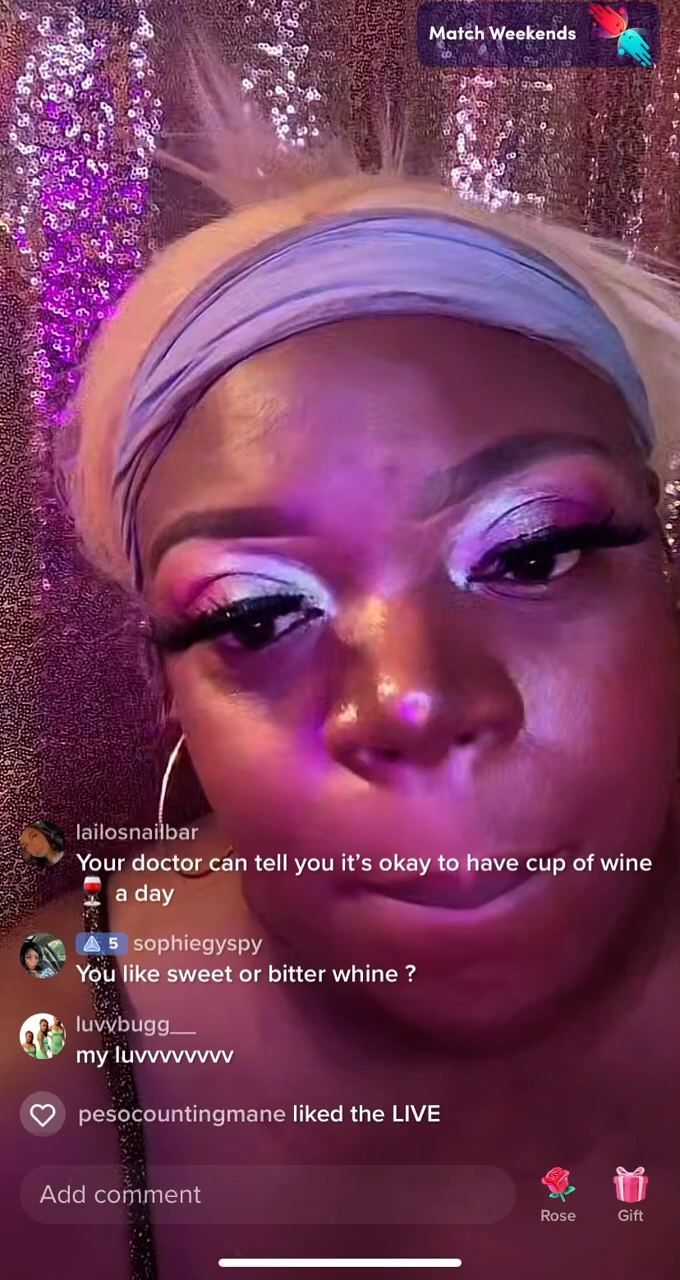 Match Weekends
lailosnailbar
Your doctor can tell you it's okay to have cup of wine
🍷 a day
5 sophiegyspy
You like sweet or bitter whine ?
luvvbugg__
my luvvvvvvvv
pesocountingmane liked the LIVE
Add comment
Rose
Gift